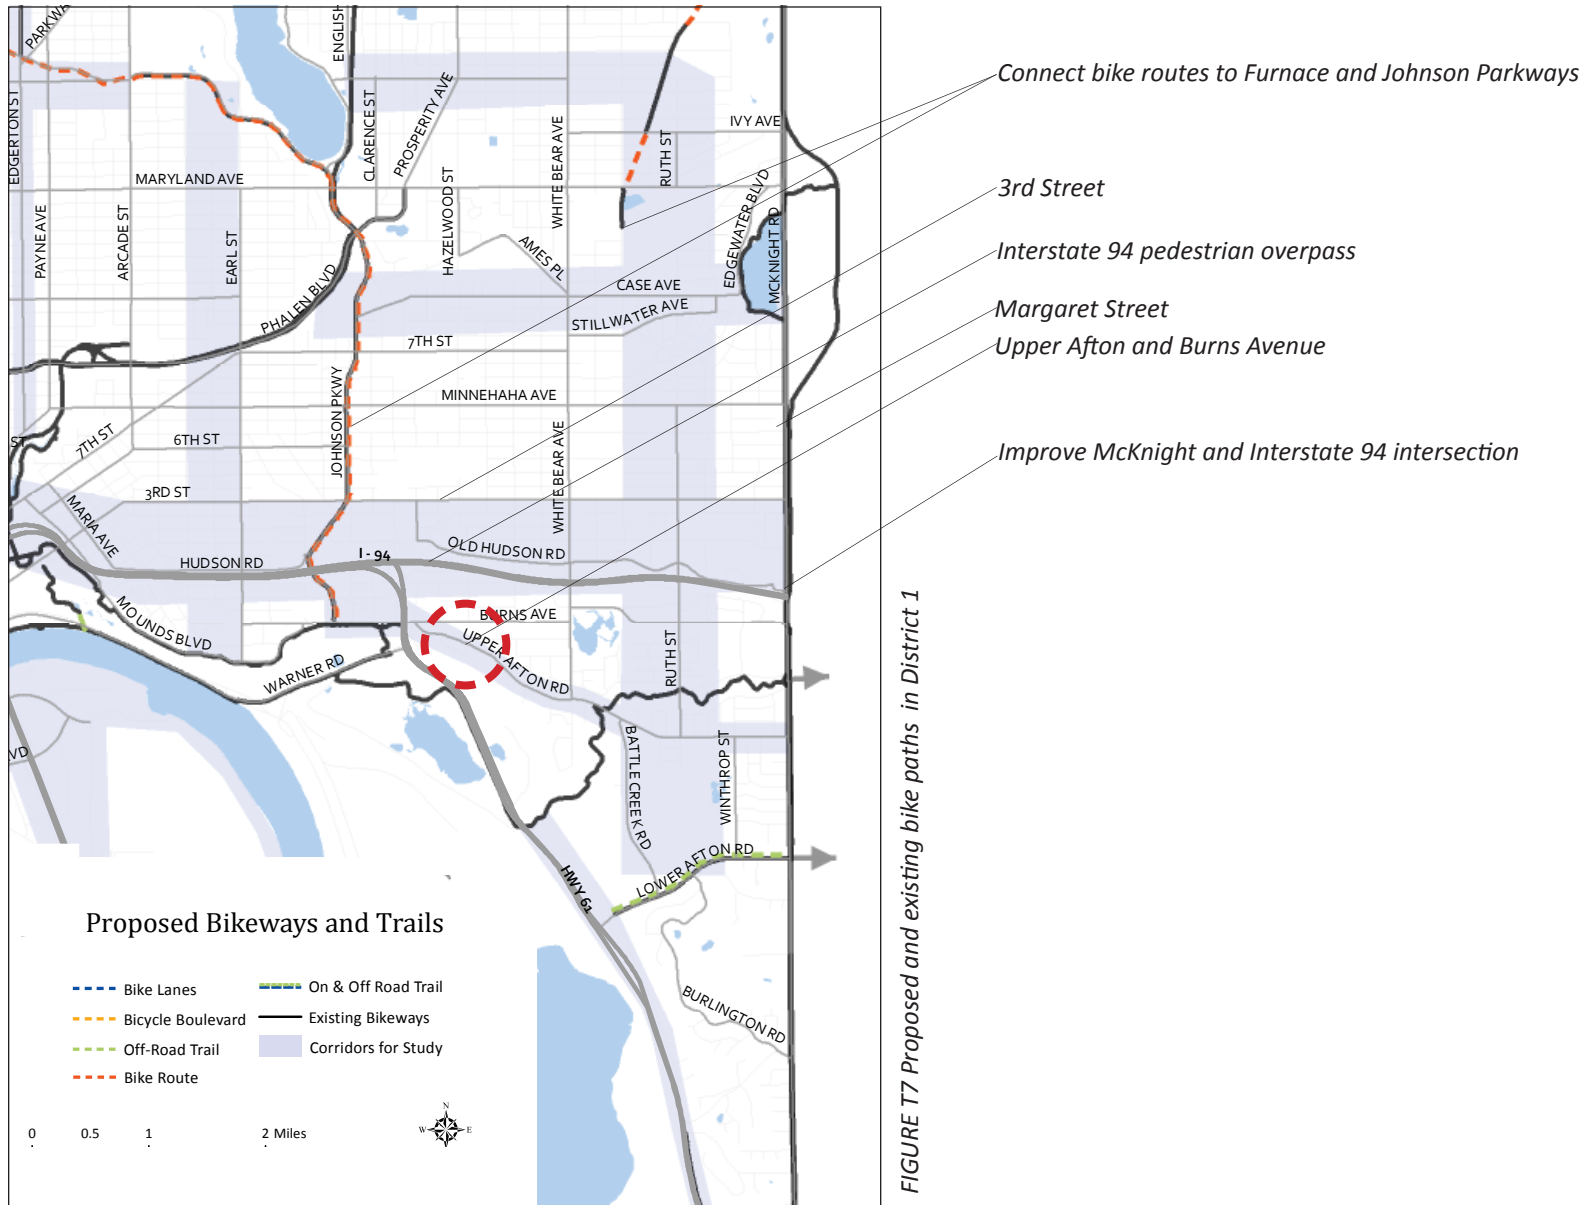 PARKWA
ENGLISH
EDGERTON ST
CLARENCE ST
PROSPERITY AVE
WHITE BEAR AVE
IVY AVE
RUTH ST
MARYLAND AVE
PAYNE AVE
ARCADE ST
EARL ST
HAZELWOOD ST
AMES PL
EDGEWATER BLVD
MCKNIGHT RD
PHALEN BLVD
CASE AVE
STILLWATER AVE
7TH ST
JOHNSON PKWY
MINNEHAHA AVE
ST
7TH ST
6TH ST
3RD ST
WHITE BEAR AVE
MARIA AVE
HUDSON RD
I - 94
OLD HUDSON RD
MOUNDS BLVD
BURNS AVE
UPPER AFTON RD
RUTH ST
WARNER RD
LVD
BATTLE CREEK RD
WINTHROP ST
LOWER AFTON RD
HWY 61
BURLINGTON RD
Connect bike routes to Furnace and Johnson Parkways
3rd Street
Interstate 94 pedestrian overpass
Margaret Street
Upper Afton and Burns Avenue
Improve McKnight and Interstate 94 intersection
Proposed Bikeways and Trails
Bike Lanes
Bicycle Boulevard
Off-Road Trail
Bike Route
On & Off Road Trail
Existing Bikeways
Corridors for Study
0 0.5 1 2 Miles
N
W E
S
FIGURE T7 Proposed and existing bike paths in District 1